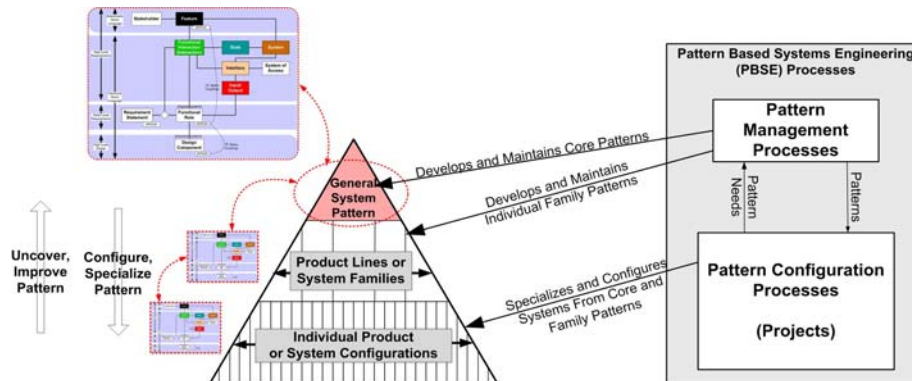 Stakeholder
Feature
Functional
Interaction
State
System
Interface
System of
Access
Input/
Output
Requirement
Statement
Functional
Role
Design
Component
General
System
Pattern
Uncover,
Improve
Pattern
Configure,
Specialize
Pattern
Product Lines or
System Families
Individual Product
or System Configurations
Develops and Maintains Core Patterns
Develops and Maintains
Individual Family Patterns
Specializes and Configures
Systems From Core and
Family Patterns
Pattern Based Systems Engineering
(PBSE) Processes
Pattern
Management
Processes
Pattern
Needs
Patterns
Pattern Configuration
Processes
(Projects)